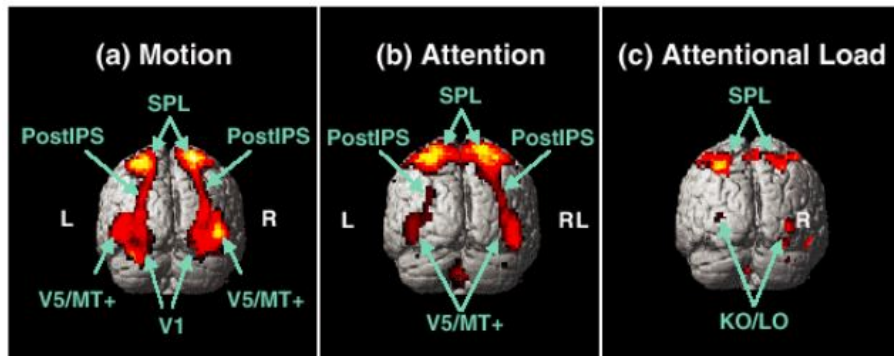 (a) Motion
SPL
PostIPS PostIPS
L R
V5/MT+ V5/MT+
V1
(b) Attention
SPL
PostIPS PostIPS
L R
V5/MT+
(c) Attentional Load
SPL
L R
KO/LO